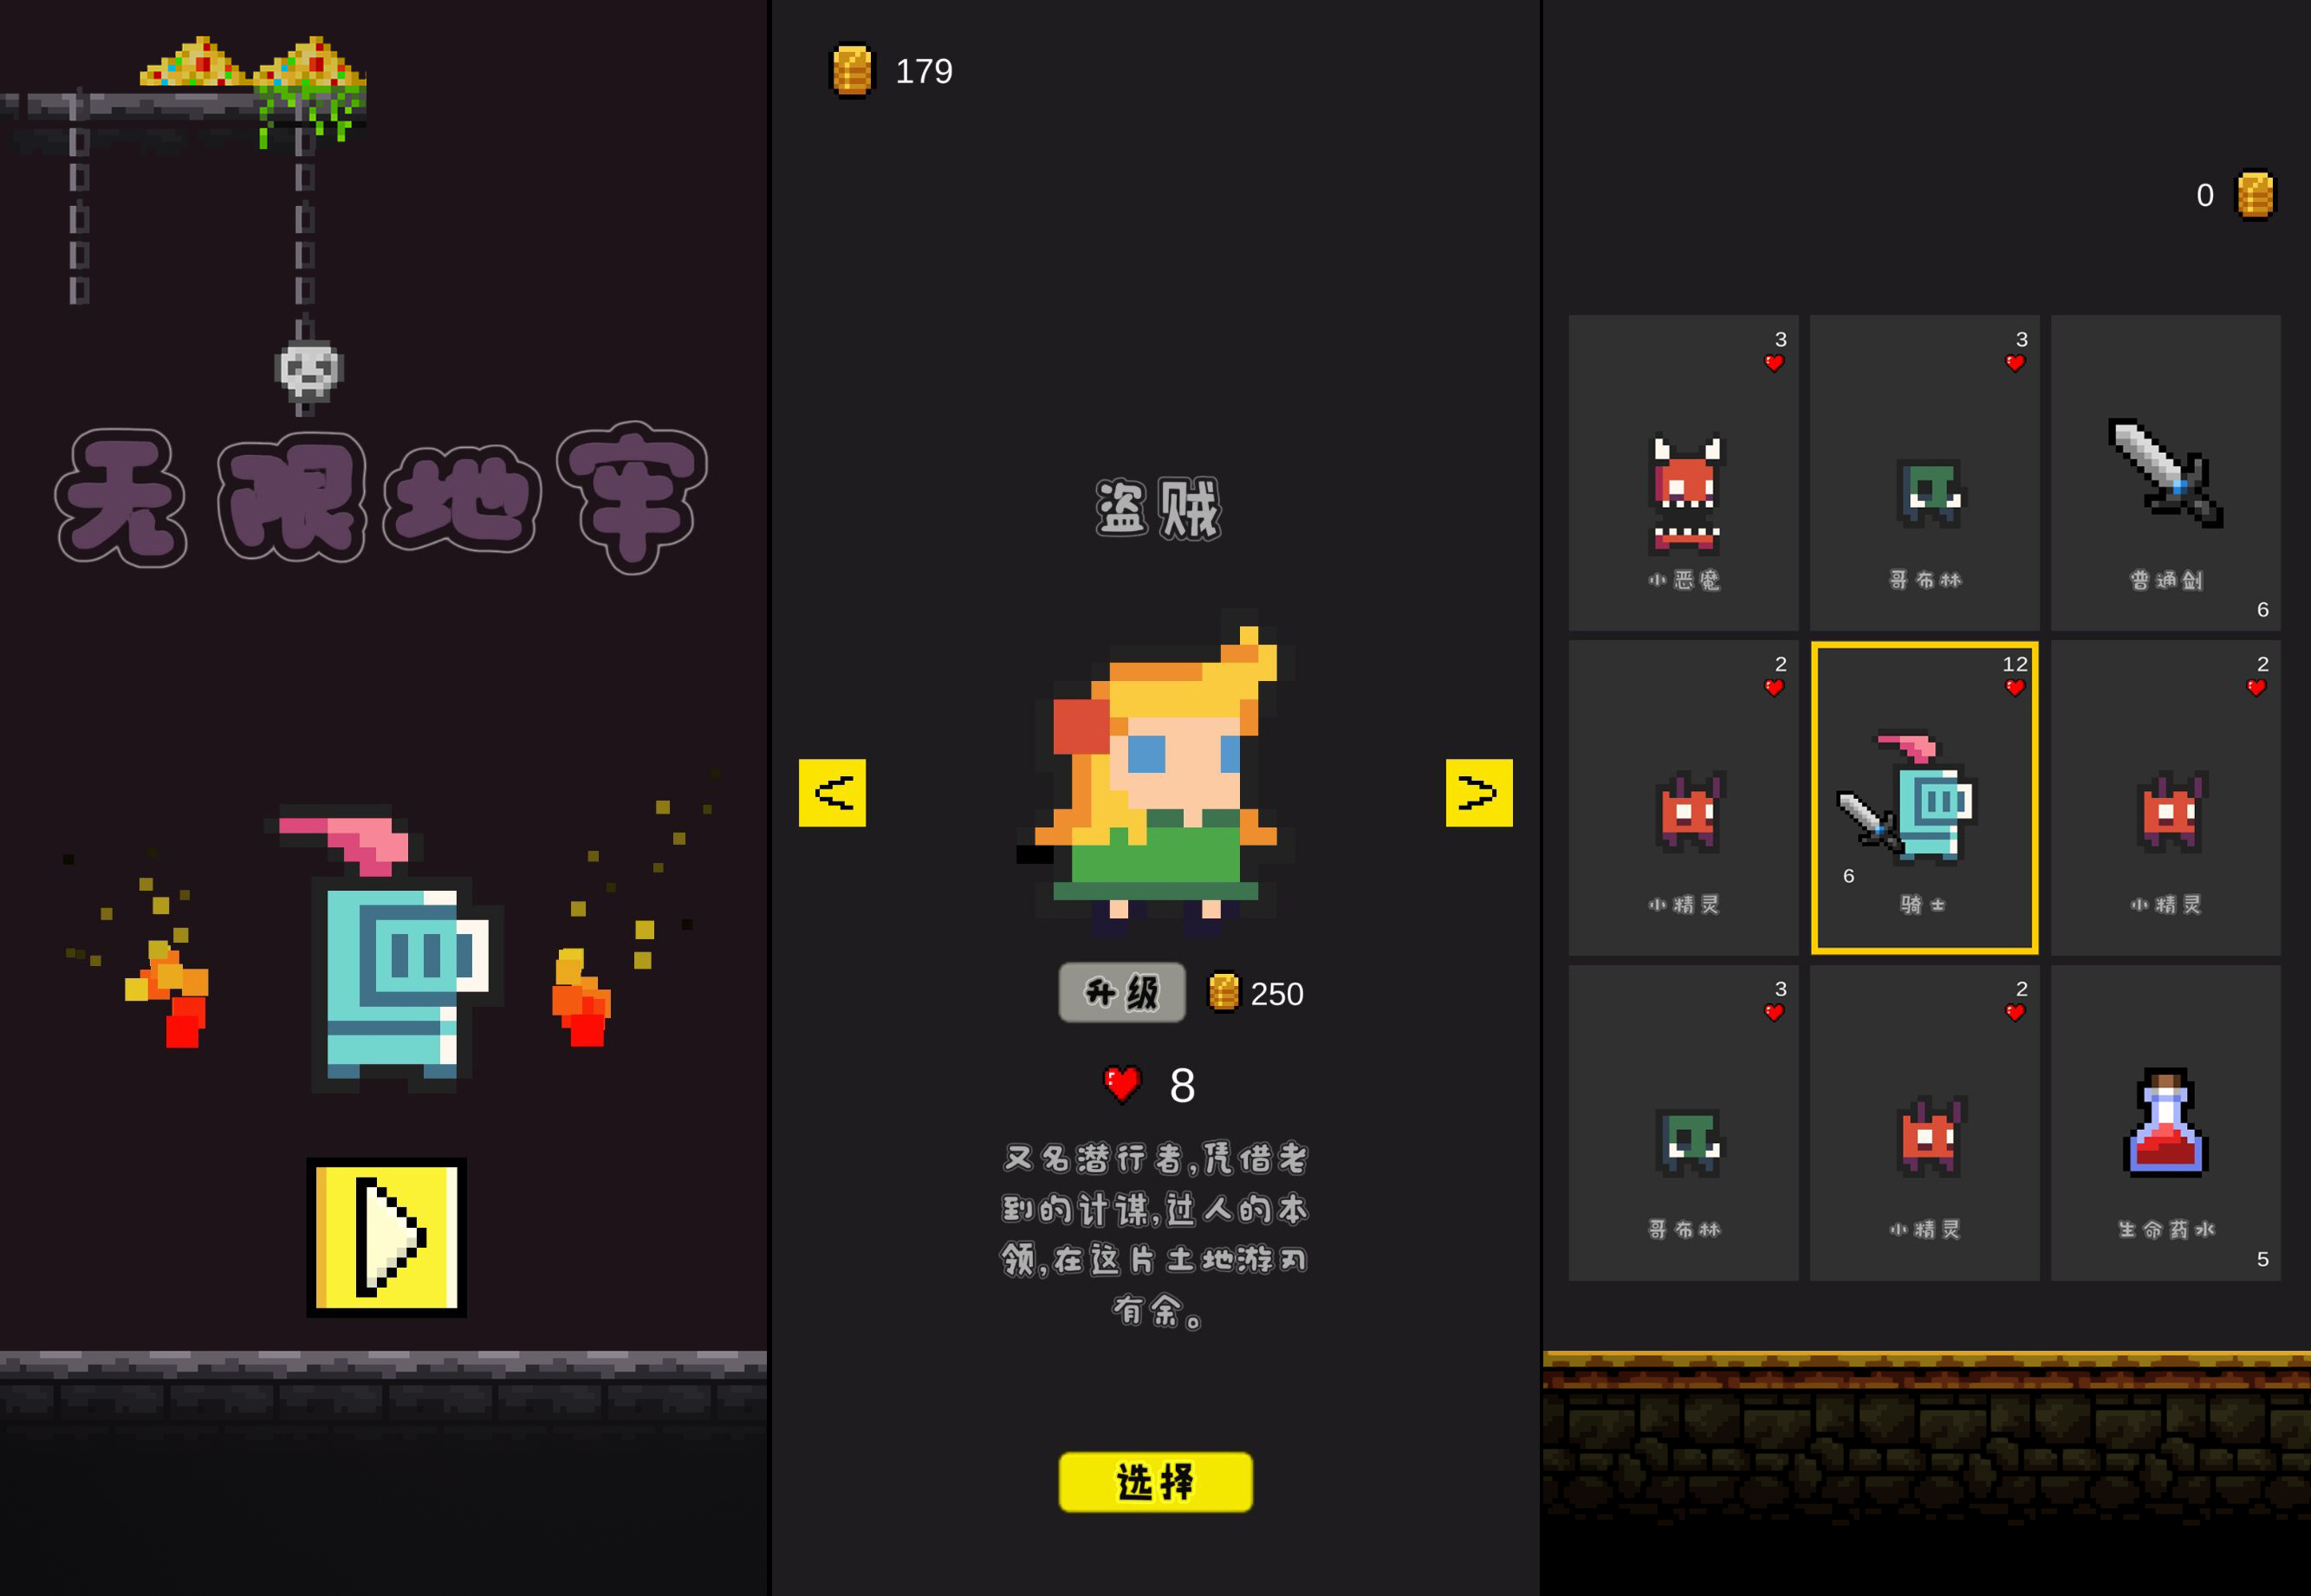 无限地牢
179
盗贼
<
>
升级
250
8
又名潜行者,凭借老
到的计谋,过人的本
领,在这片土地游刃
有余。
选择
0
3
小恶魔
3
哥布林
普通剑
6
2
小精灵
12
6
骑士
2
小精灵
3
哥布林
2
小精灵
生命药水
5